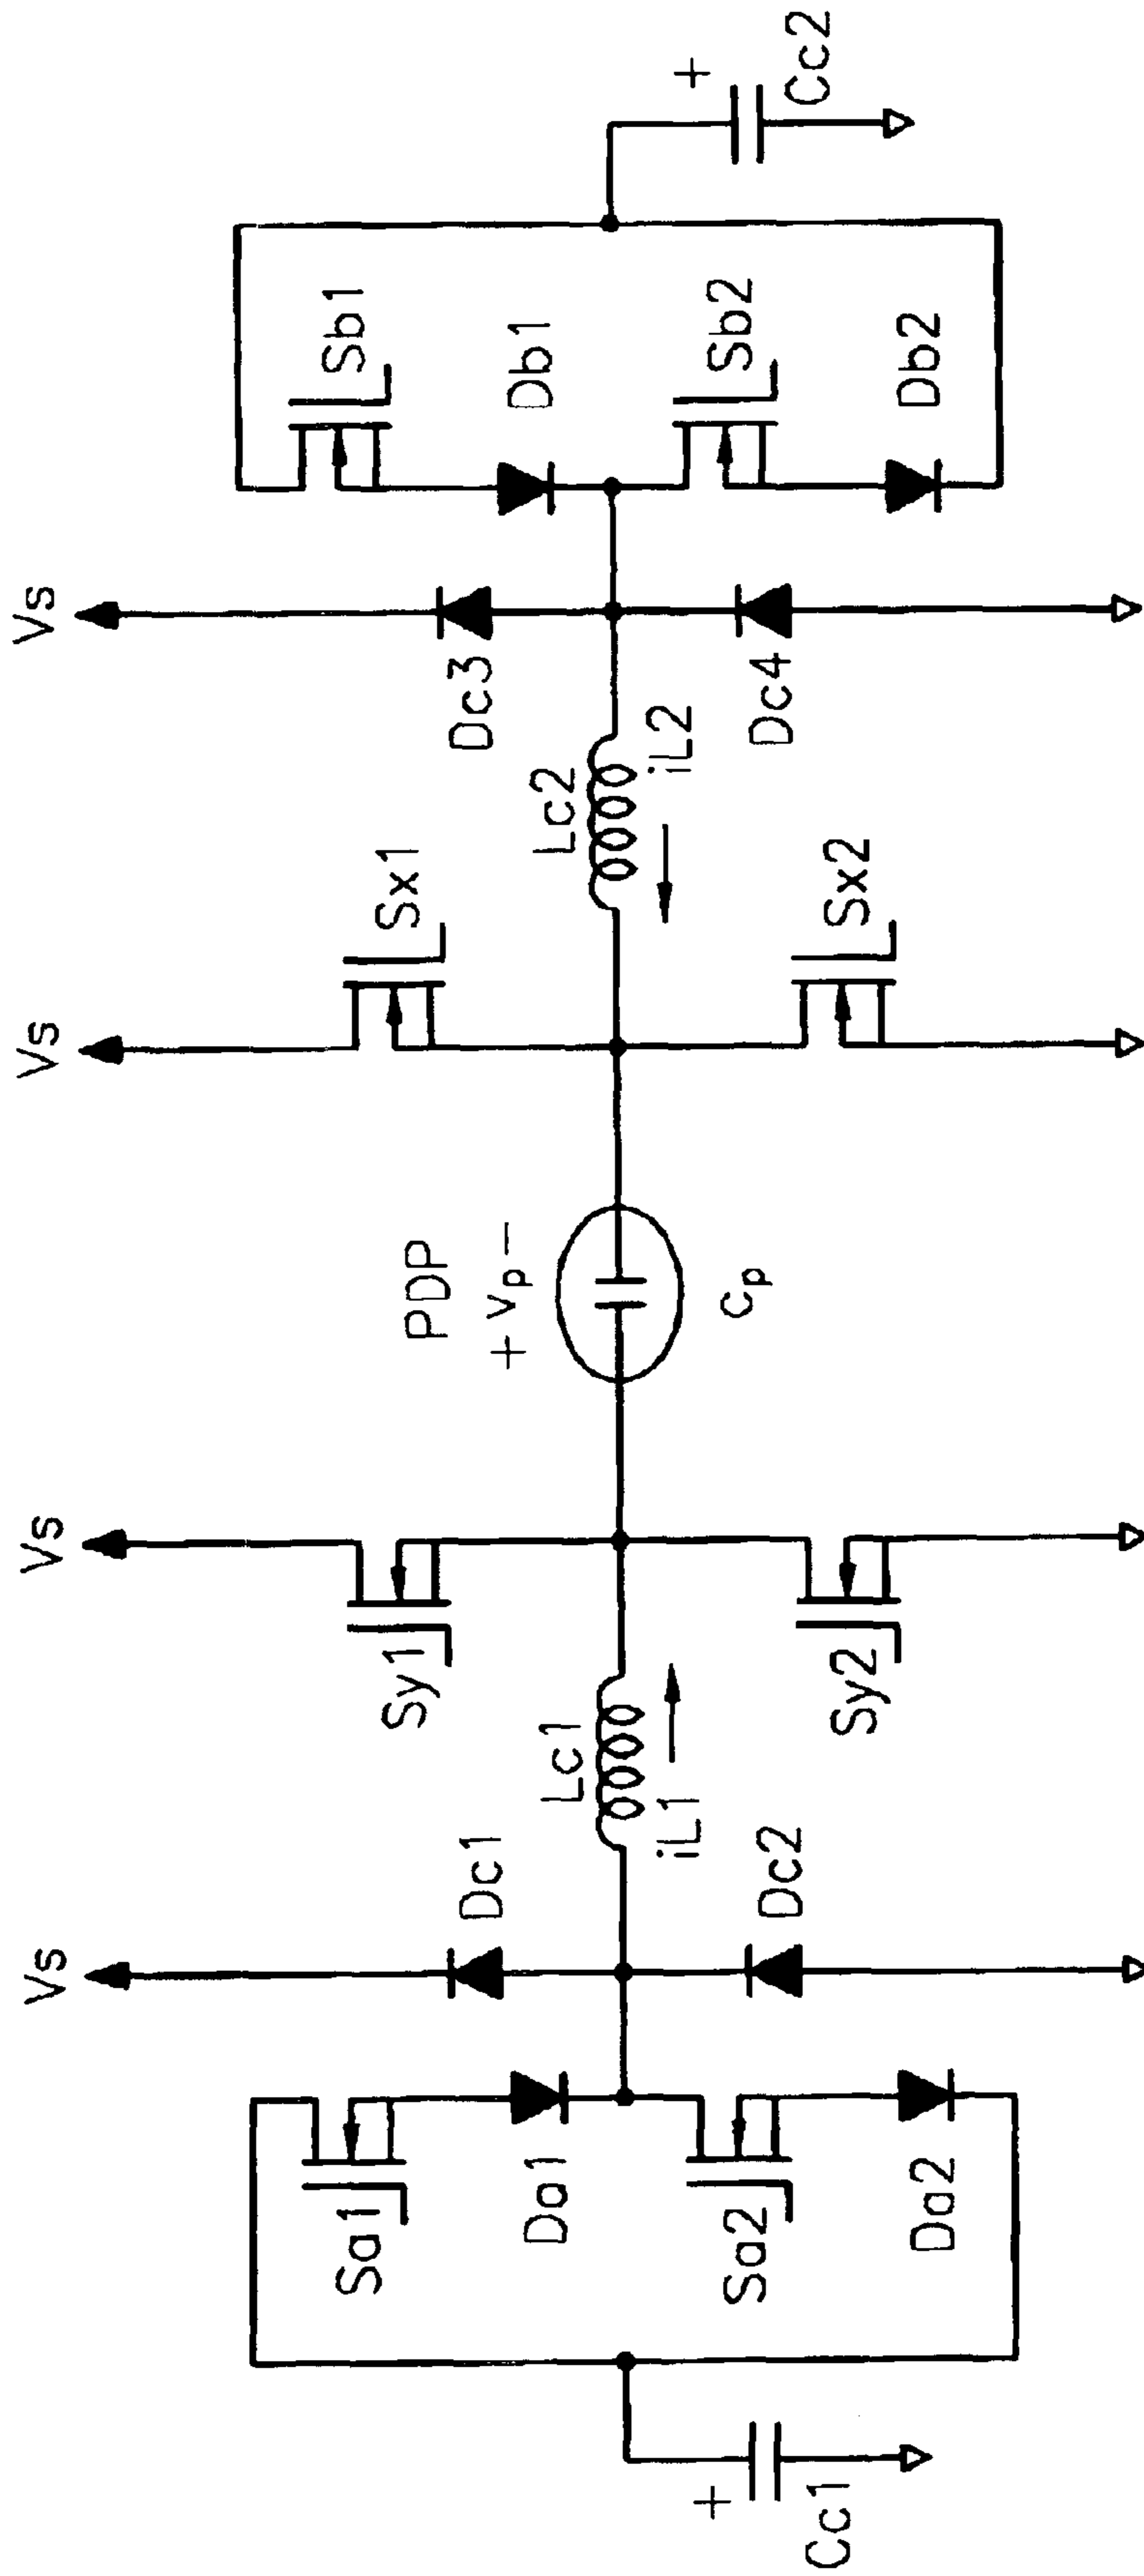 Vs
Vs
Vs
Vs
Sa1
Dc1
Sy1
PDP
Sx1
Dc3
Sb1
+ vp −
Da1
Lc1
Lc2
Db1
iL1
iL2
Sa2
Dc2
Sy2
cp
Sx2
Dc4
Sb2
Da2
Db2
+
Cc1
+
Cc2